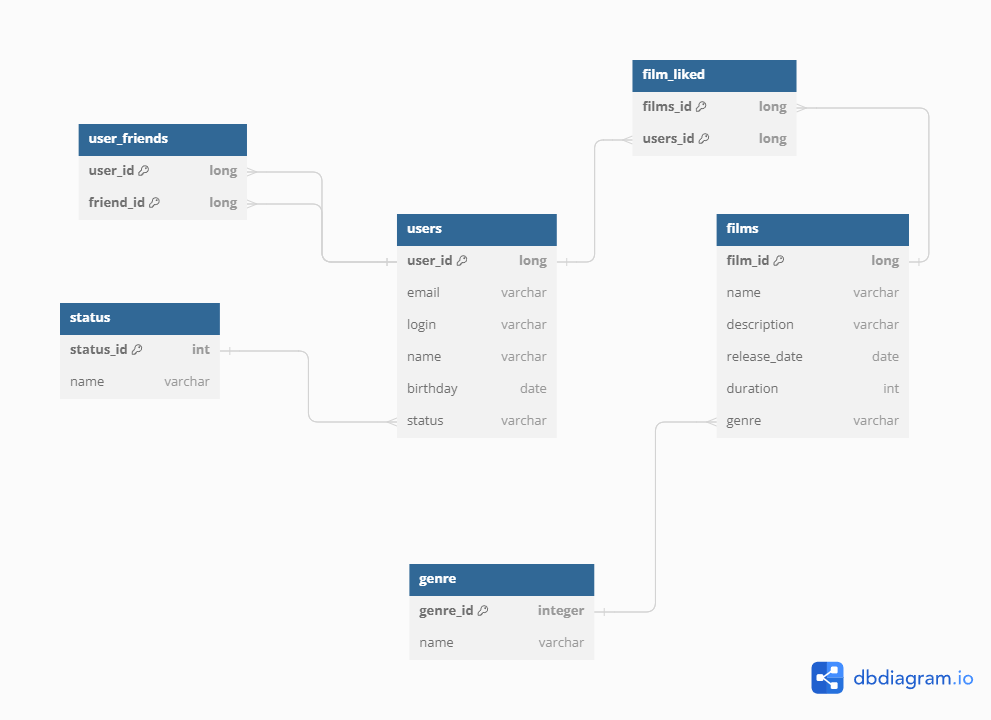 user_friends
user_id long
friend_id long
status
status_id int
name varchar
users
user_id long
email varchar
login varchar
name varchar
birthday date
status varchar
film_liked
films_id long
users_id long
films
film_id long
name varchar
description varchar
release_date date
duration int
genre varchar
genre
genre_id integer
name varchar
dbdiagram.io